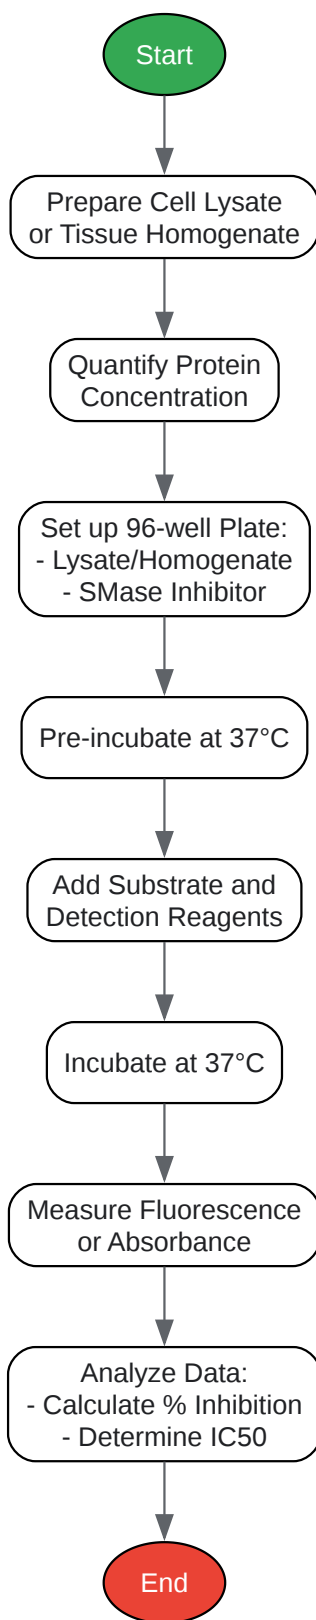 Start
Prepare Cell Lysate
or Tissue Homogenate
Quantify Protein
Concentration
Set up 96-well Plate:
- Lysate/Homogenate
- SMase Inhibitor
Pre-incubate at 37°C
Add Substrate and
Detection Reagents
Incubate at 37°C
Measure Fluorescence
or Absorbance
Analyze Data:
- Calculate % Inhibition
- Determine IC50
End